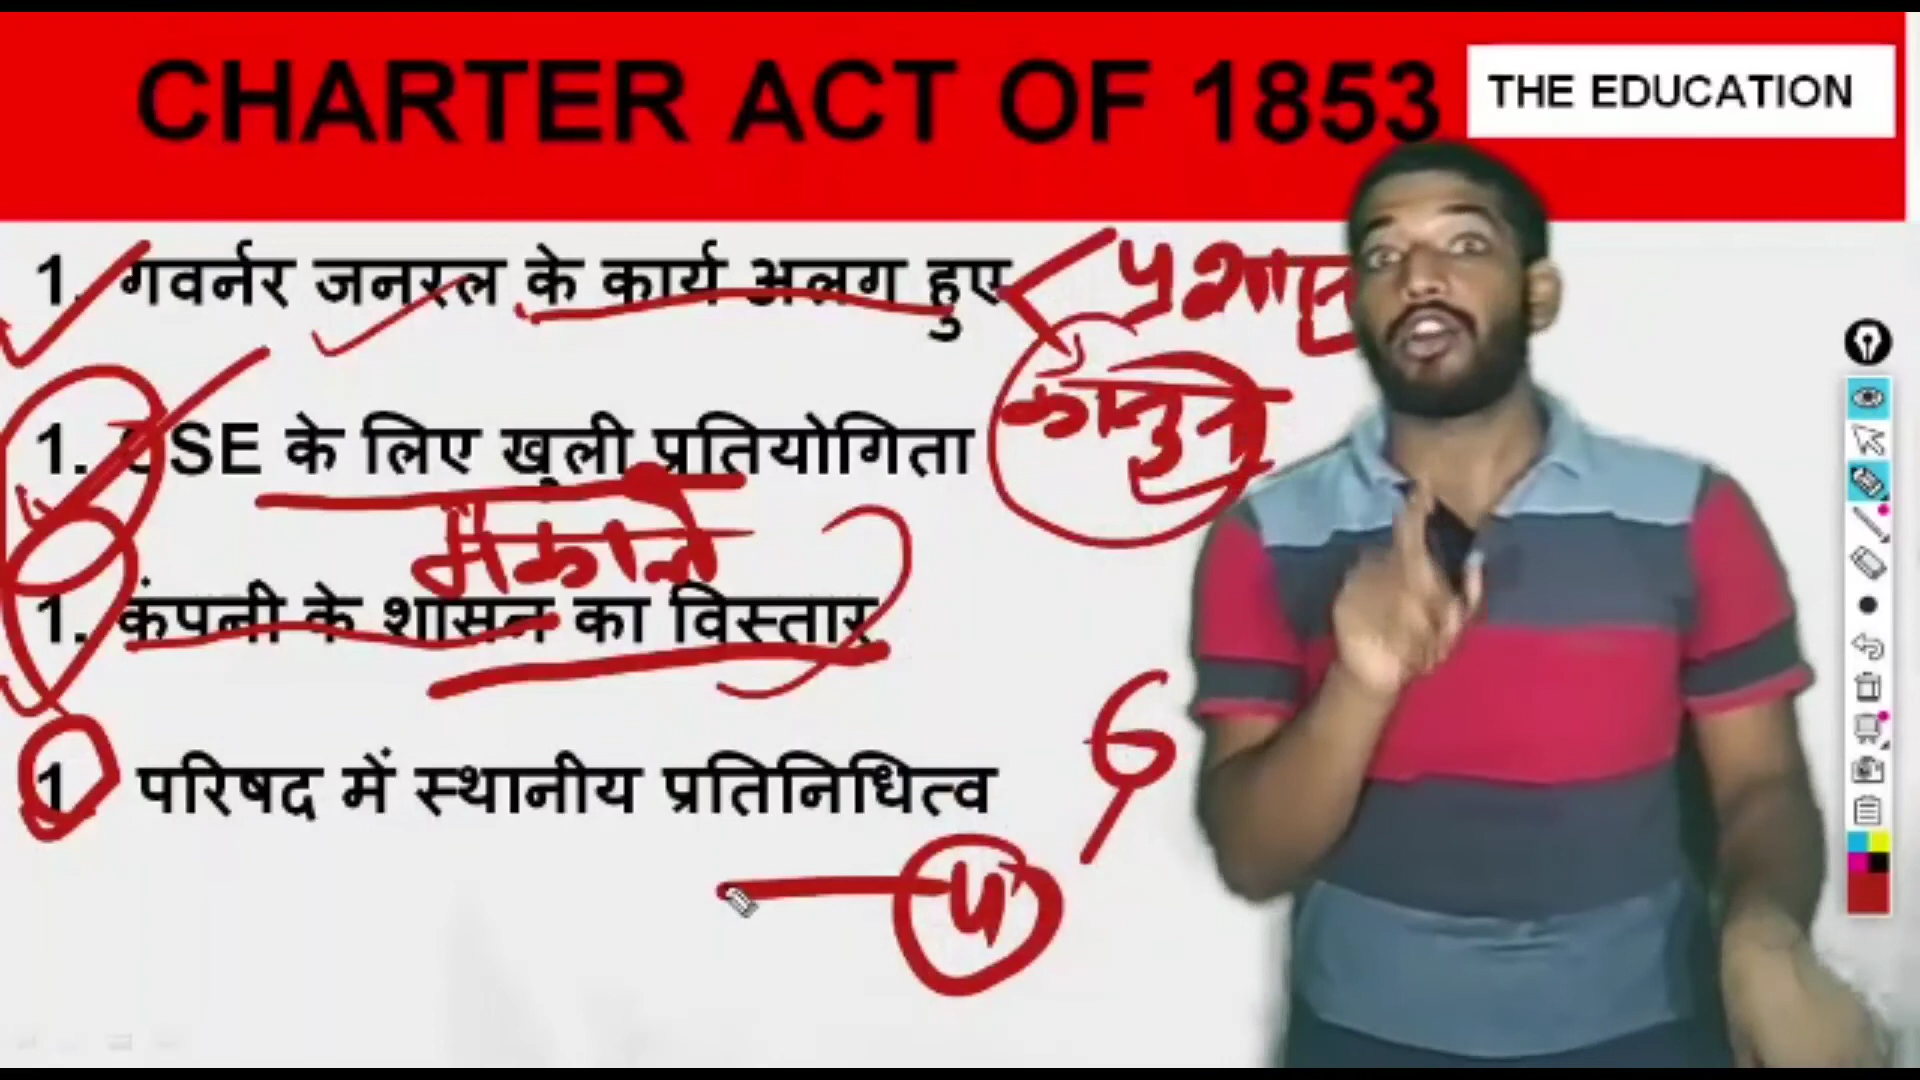 CHARTER ACT OF 1853
THE EDUCATION
1. गवर्नर जनरल के कार्य अलग हुए
प्रशास
कानून
1. CSE के लिए खुली प्रतियोगिता
मैकाले
1. कंपनी के शासन का विस्तार
6
1. परिषद में स्थानीय प्रतिनिधित्व